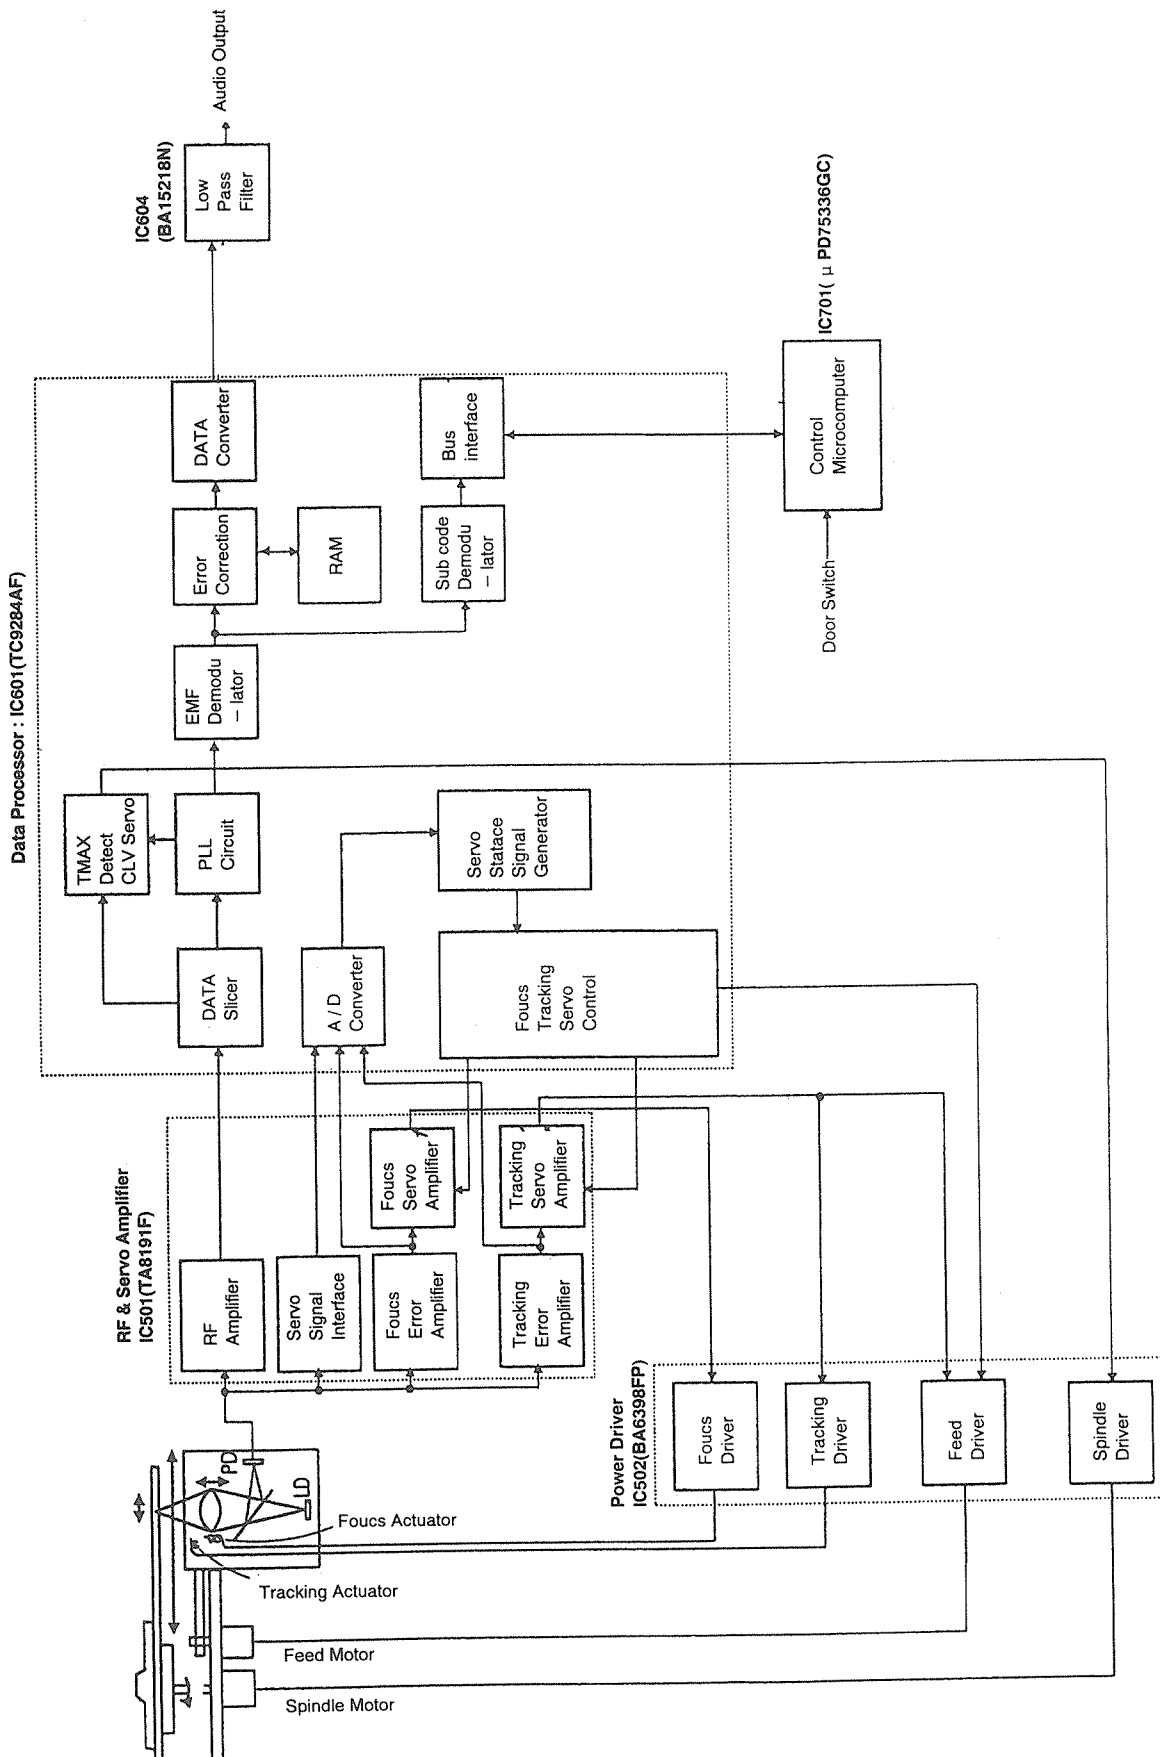 Data Processor : IC601(TC9284AF)
RF & Servo Amplifier
IC501(TA8191F)
IC604
(BA15218N)
Low
Pass
Filter
Audio Output
TMAX
Detect
CLV Servo
DATA
Slicer
PLL
Circuit
EMF
Demodu
– lator
Error
Correction
DATA
Converter
RAM
Sub code
Demodu
– lator
Bus
interface
A / D
Converter
Servo
Statace
Signal
Generator
Foucs
Tracking
Servo
Control
IC701( μ PD75336GC)
Control
Microcomputer
Door Switch
RF
Amplifier
Servo
Signal
Interface
Foucs
Error
Amplifier
Foucs
Servo
Amplifier
Tracking
Error
Amplifier
Tracking
Servo
Amplifier
Power Driver
IC502(BA6398FP)
Foucs
Driver
Tracking
Driver
Feed
Driver
Spindle
Driver
PD
LD
Foucs Actuator
Tracking Actuator
Feed Motor
Spindle Motor